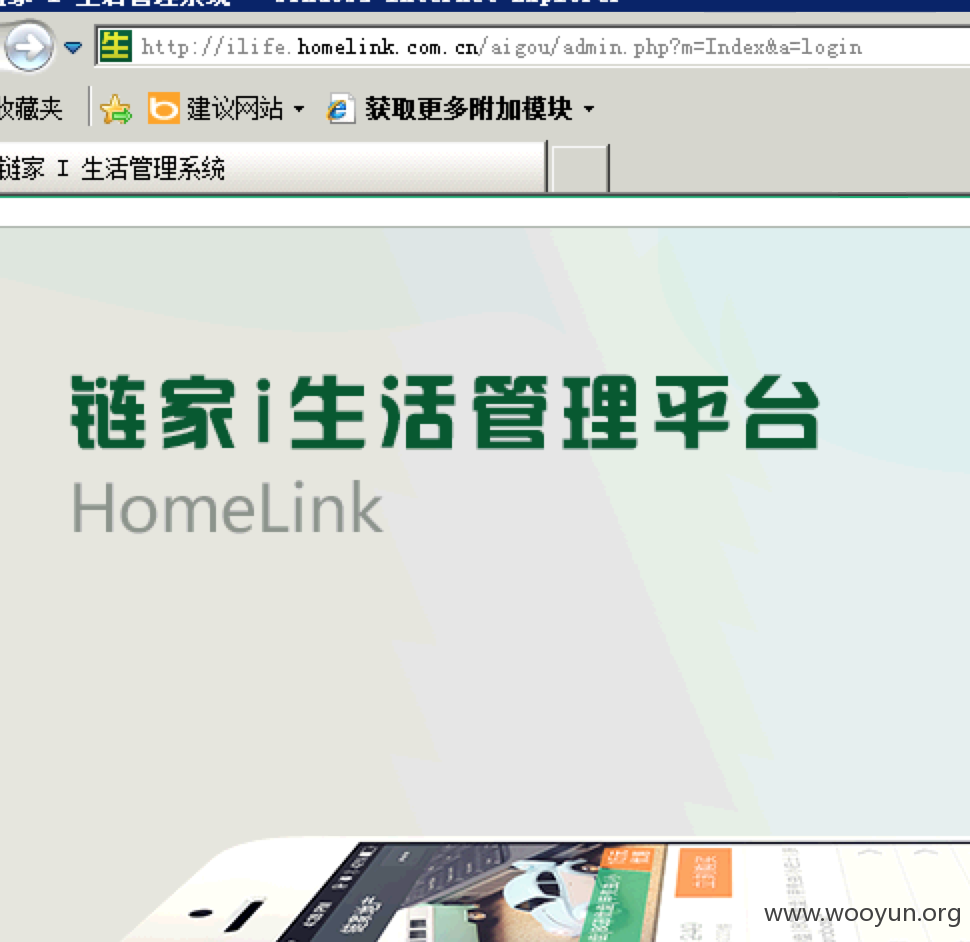 http://ilife.homelink.com.cn/aigou/admin.php?m=Index&a=login
收藏夹 建议网站 获取更多附加模块
链家 I 生活管理系统
链家i生活管理平台
HomeLink
www.wooyun.org